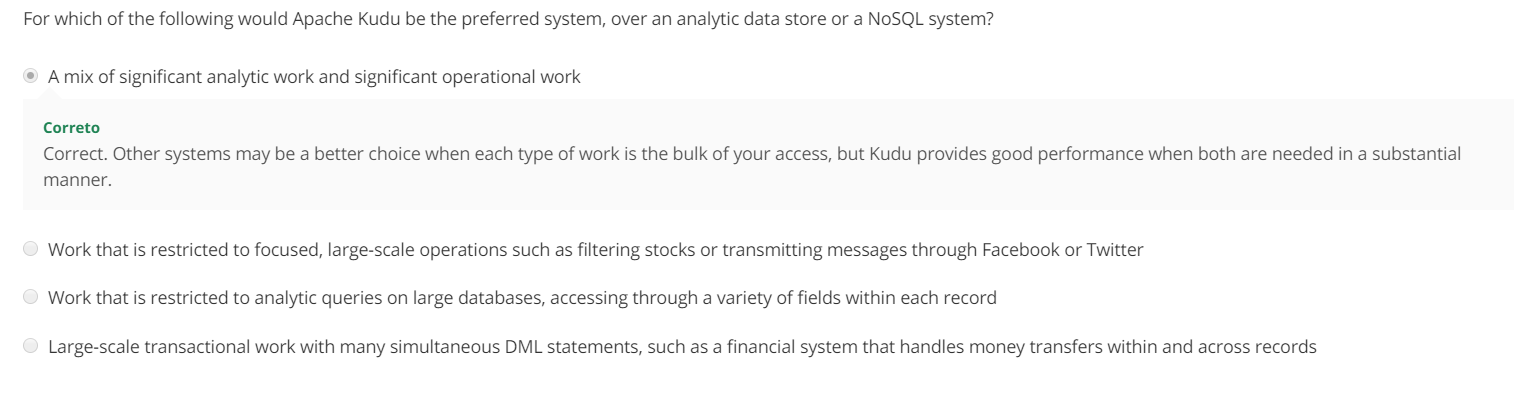 For which of the following would Apache Kudu be the preferred system, over an analytic data store or a NoSQL system?
A mix of significant analytic work and significant operational work
Correto
Correct. Other systems may be a better choice when each type of work is the bulk of your access, but Kudu provides good performance when both are needed in a substantial
manner.
Work that is restricted to focused, large-scale operations such as filtering stocks or transmitting messages through Facebook or Twitter
Work that is restricted to analytic queries on large databases, accessing through a variety of fields within each record
Large-scale transactional work with many simultaneous DML statements, such as a financial system that handles money transfers within and across records